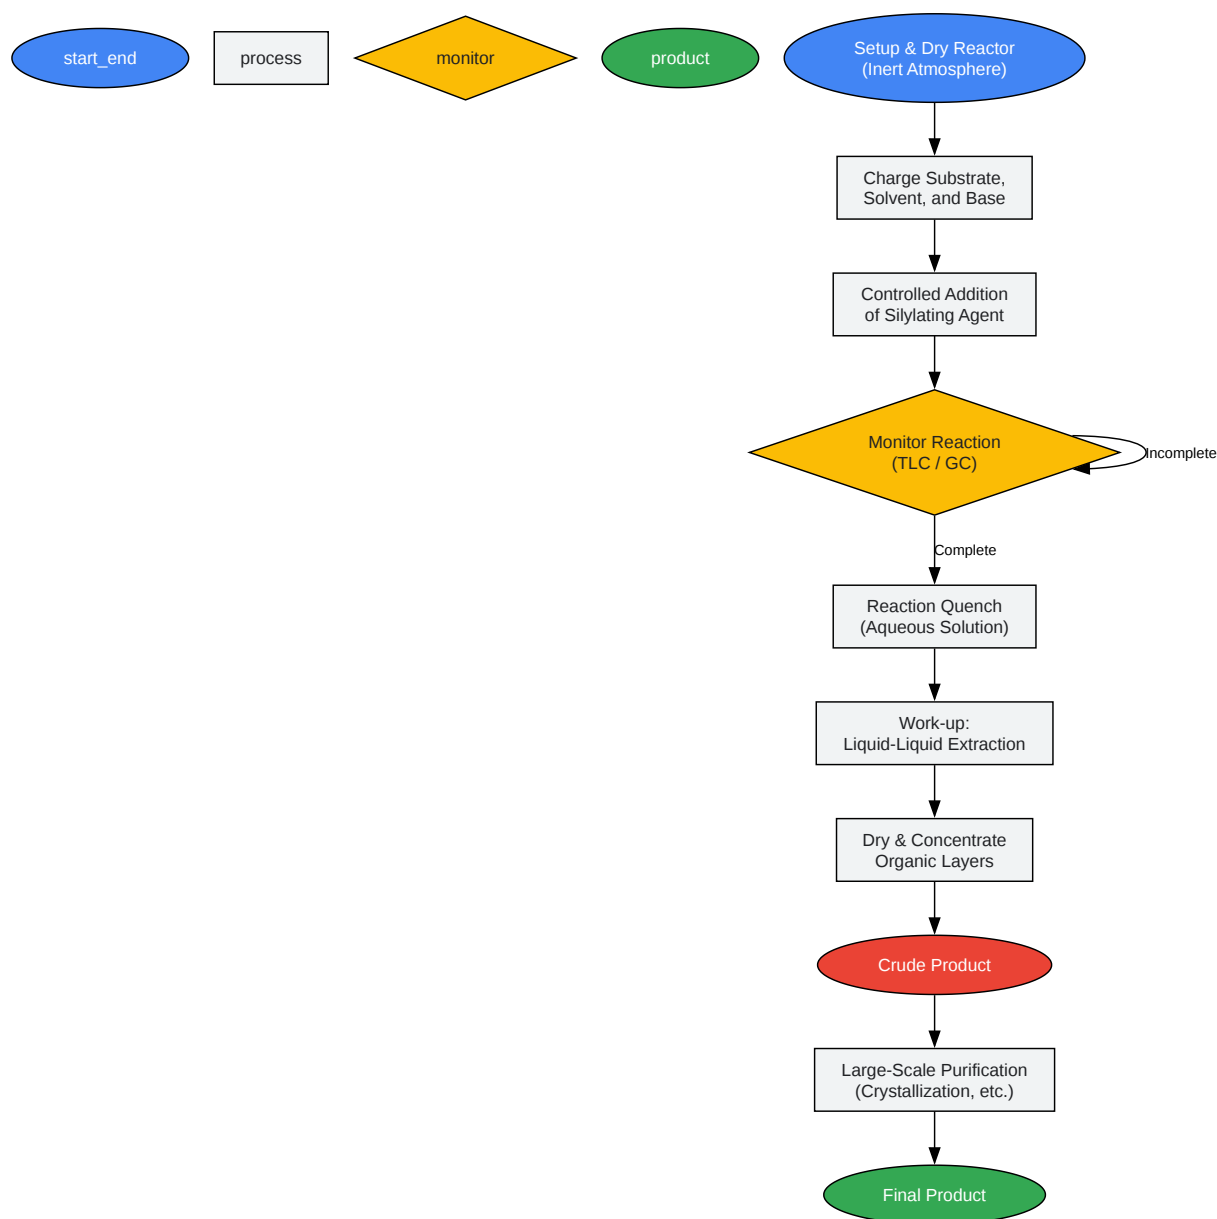 start_end
process
monitor
product
Setup & Dry Reactor
(Inert Atmosphere)
Charge Substrate,
Solvent, and Base
Controlled Addition
of Silylating Agent
Monitor Reaction
(TLC / GC)
Incomplete
Complete
Reaction Quench
(Aqueous Solution)
Work-up:
Liquid-Liquid Extraction
Dry & Concentrate
Organic Layers
Crude Product
Large-Scale Purification
(Crystallization, etc.)
Final Product